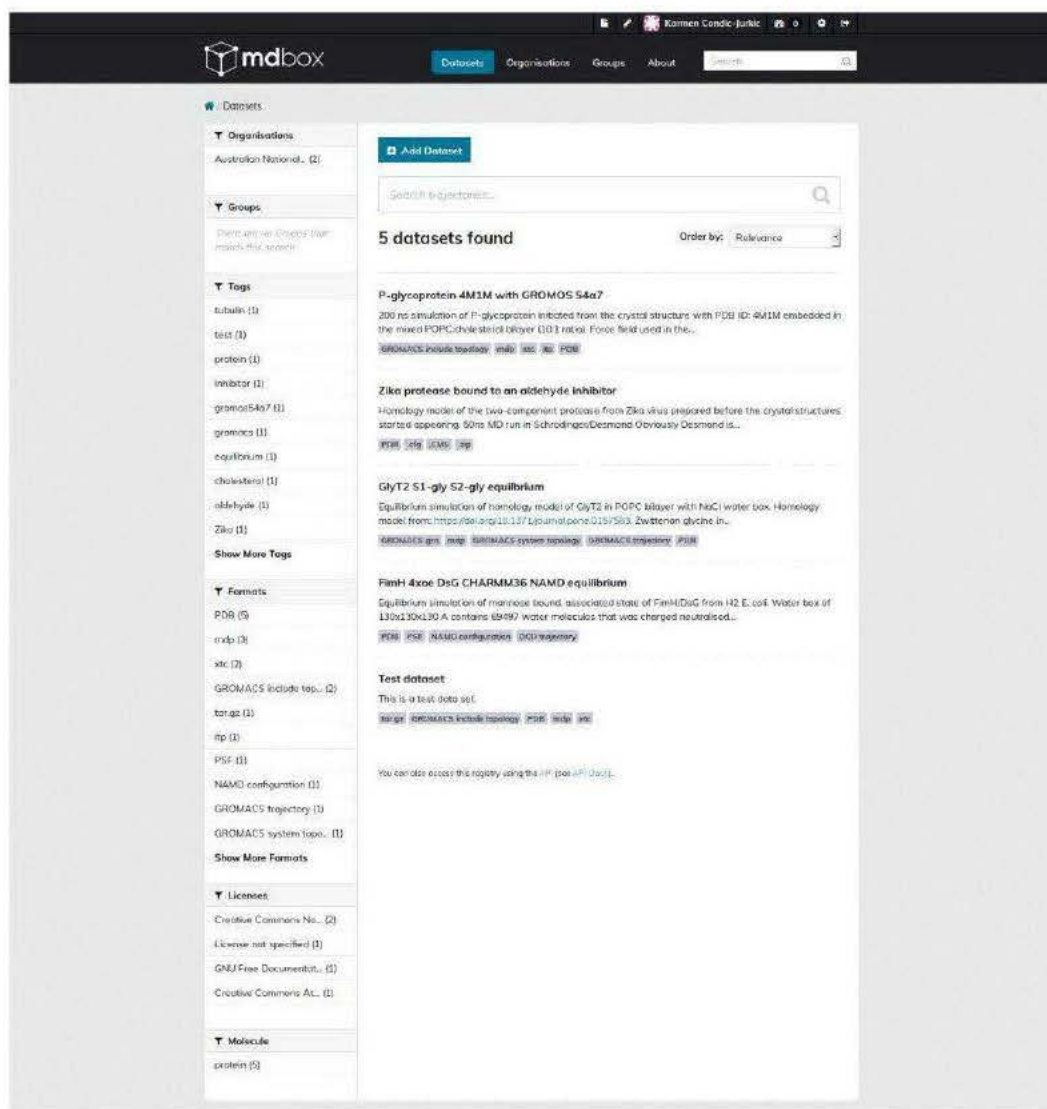 Karmen Condic-Jurkic 0
mdbox
Datasets Organisations Groups About Search
Datasets
Organisations
Australian National... (2)
Groups
There are no Groups that
match this search
Tags
tubulin (1)
test (1)
protein (1)
inhibitor (1)
gromos54a7 (1)
gromacs (1)
equilibrium (1)
cholesterol (1)
aldehyde (1)
Zika (1)
Show More Tags
Formats
PDB (5)
mdp (3)
xtc (2)
GROMACS include top... (2)
tar.gz (1)
itp (1)
PSF (1)
NAMD configuration (1)
GROMACS trajectory (1)
GROMACS system topo... (1)
Show More Formats
Licenses
Creative Commons No... (2)
License not specified (1)
GNU Free Documentat... (1)
Creative Commons At... (1)
Molecule
protein (5)
Add Dataset
Search trajectories...
5 datasets found
Order by: Relevance
P-glycoprotein 4M1M with GROMOS 54a7
200 ns simulation of P-glycoprotein initiated from the crystal structure with PDB ID: 4M1M embedded in
the mixed POPC:cholesterol bilayer (10:1 ratio). Force field used in the...
GROMACS include topology mdp xtc itp PDB
Zika protease bound to an aldehyde inhibitor
Homology model of the two-component protease from Zika virus prepared before the crystal structures
started appearing. 50ns MD run in Schrodinger/Desmond Obviously Desmond is...
PDB .cfg .CMS .zip
GlyT2 S1-gly S2-gly equilbrium
Equilibrium simulation of homology model of GlyT2 in POPC bilayer with NaCl water box. Homology
model from: Zwitterion glycine in...
GROMACS gro mdp GROMACS system topology GROMACS trajectory PDB
FimH 4xoe DsG CHARMM36 NAMD equilibrium
Equilibrium simulation of mannose bound, associated state of FimH/DsG from H2 E. coli. Water box of
130x130x130 A contains 69497 water molecules that was charged neutralised...
PDB PSF NAMD configuration DCD trajectory
Test dataset
This is a test data set.
tar.gz GROMACS include topology PDB mdp xtc
You can also access this registry using the API (see API Docs).